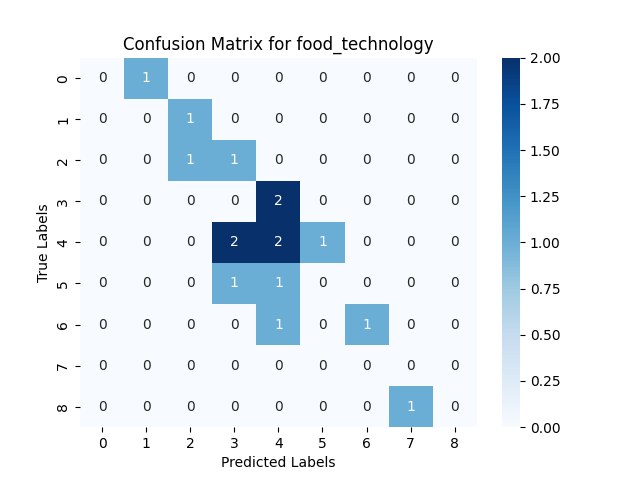 Confusion Matrix for food_technology
True Labels
0 0 1 0 0 0 0 0 0 0
1 0 0 1 0 0 0 0 0 0
2 0 0 1 1 0 0 0 0 0
3 0 0 0 0 2 0 0 0 0
4 0 0 0 2 2 1 0 0 0
5 0 0 0 1 1 0 0 0 0
6 0 0 0 0 1 0 1 0 0
7 0 0 0 0 0 0 0 0 0
8 0 0 0 0 0 0 0 1 0
0 1 2 3 4 5 6 7 8
Predicted Labels
2.00
1.75
1.50
1.25
1.00
0.75
0.50
0.25
0.00